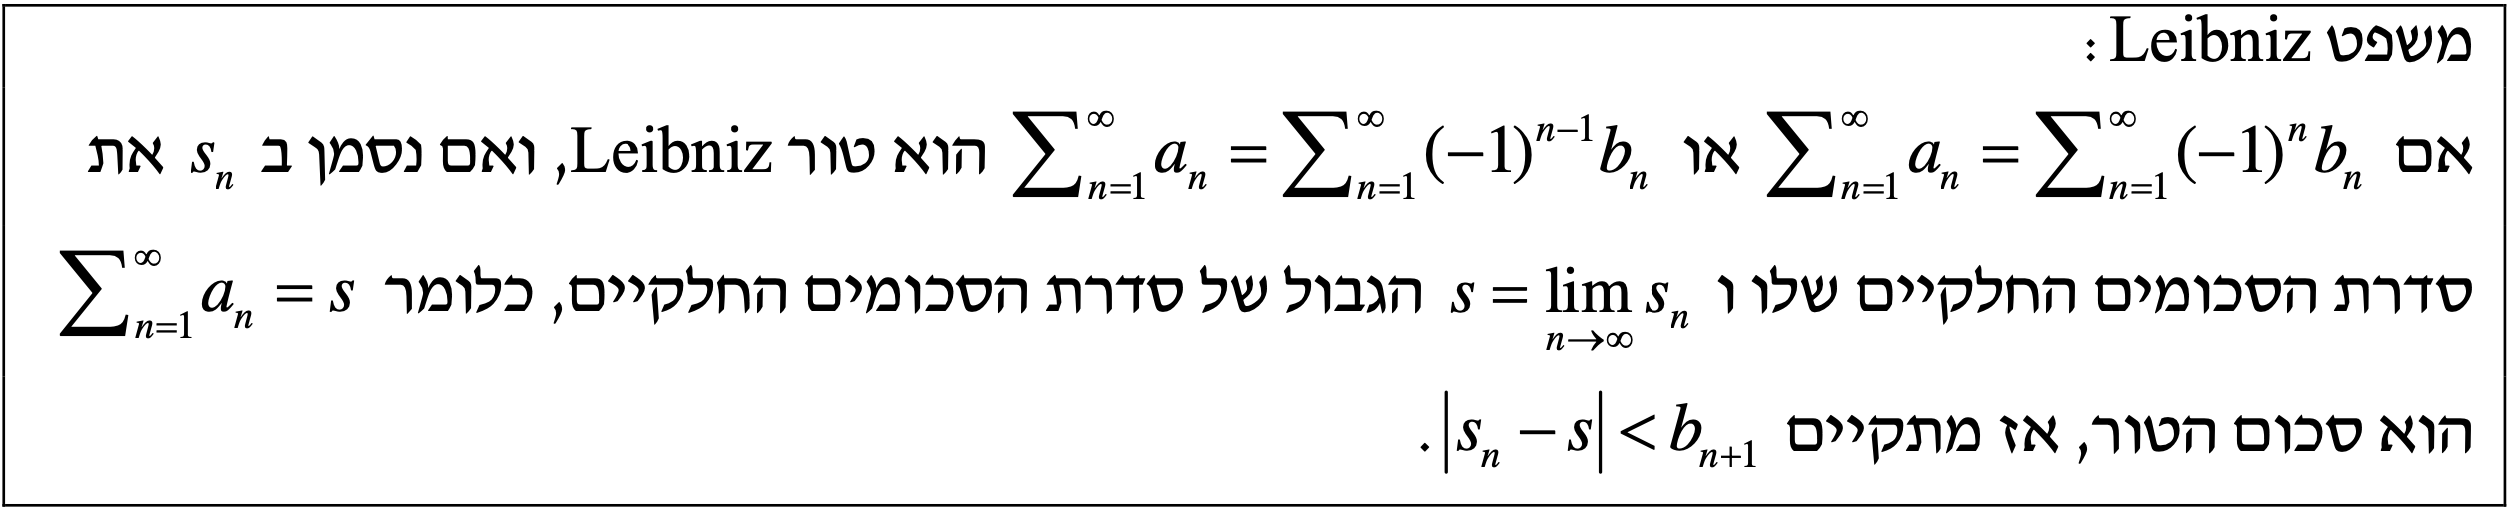 משפט Leibniz :
אם $\sum_{n=1}^{\infty} a_n = \sum_{n=1}^{\infty} (-1)^n b_n$ או $\sum_{n=1}^{\infty} a_n = \sum_{n=1}^{\infty} (-1)^{n-1} b_n$ הוא טור Leibniz, ואם נסמן ב $s_n$ את
סדרת הסכומים החלקיים שלו ו $s = \lim_{n \to \infty} s_n$ הגבול של סדרת הסכומים החלקיים, כלומר $\sum_{n=1}^{\infty} a_n = s$
הוא סכום הטור, אז מתקיים $|s_n - s| < b_{n+1}$ .